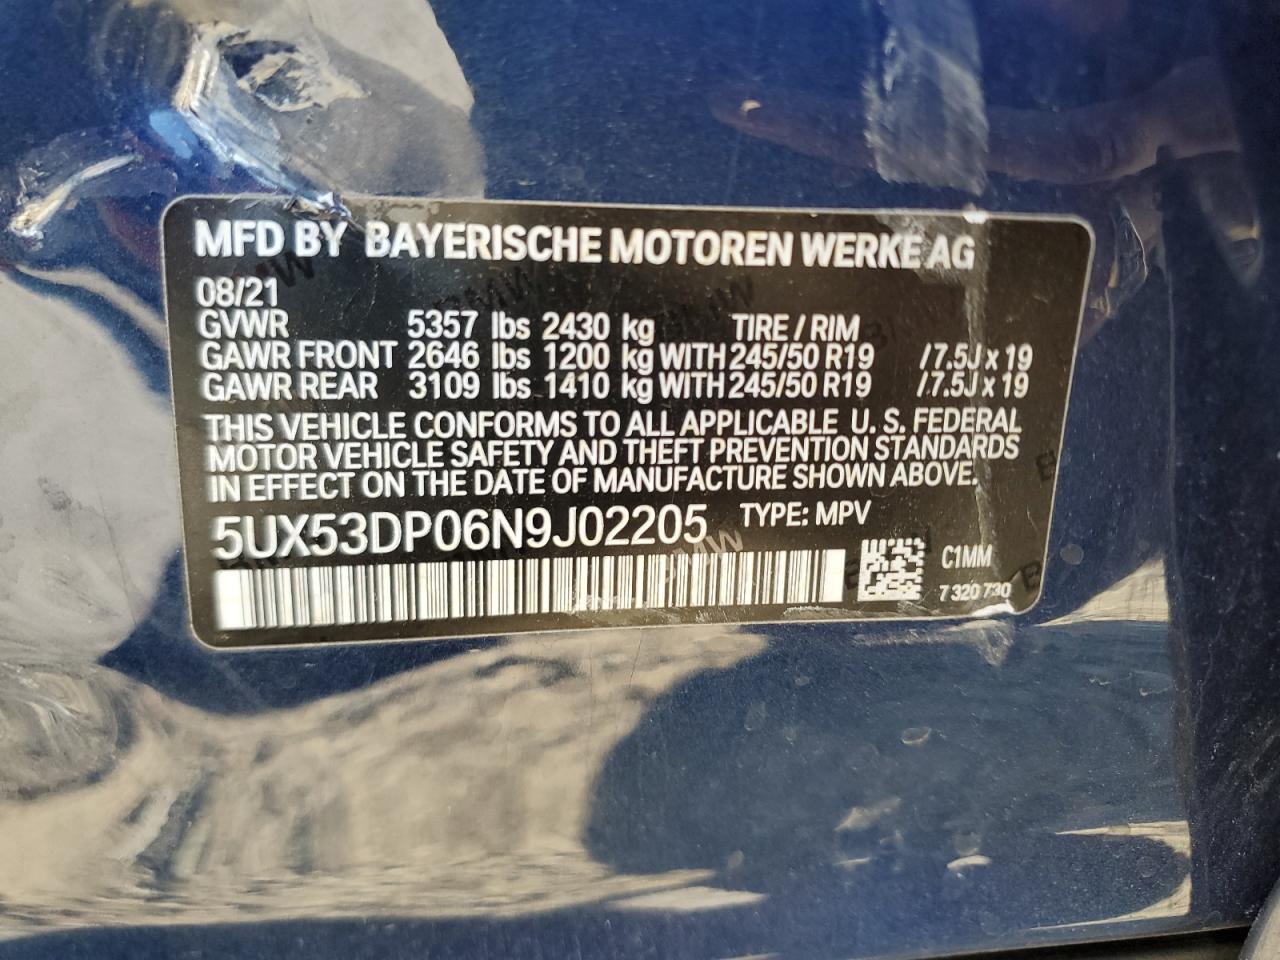 MFD BY BAYERISCHE MOTOREN WERKE AG
08/21
GVWR 5357 lbs 2430 kg TIRE / RIM
GAWR FRONT 2646 lbs 1200 kg WITH 245/50 R19 /7.5J x 19
GAWR REAR 3109 lbs 1410 kg WITH 245/50 R19 /7.5J x 19
THIS VEHICLE CONFORMS TO ALL APPLICABLE U. S. FEDERAL
MOTOR VEHICLE SAFETY AND THEFT PREVENTION STANDARDS
IN EFFECT ON THE DATE OF MANUFACTURE SHOWN ABOVE.
5UX53DP06N9J02205 TYPE: MPV
C1MM
7 320 730